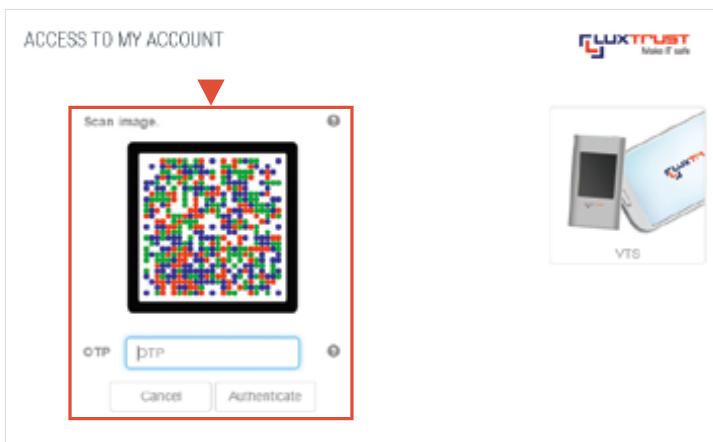 ACCESS TO MY ACCOUNT
LUXTRUST
Make IT safe
Scan image.
VTS
OTP
OTP
Cancel
Authenticate